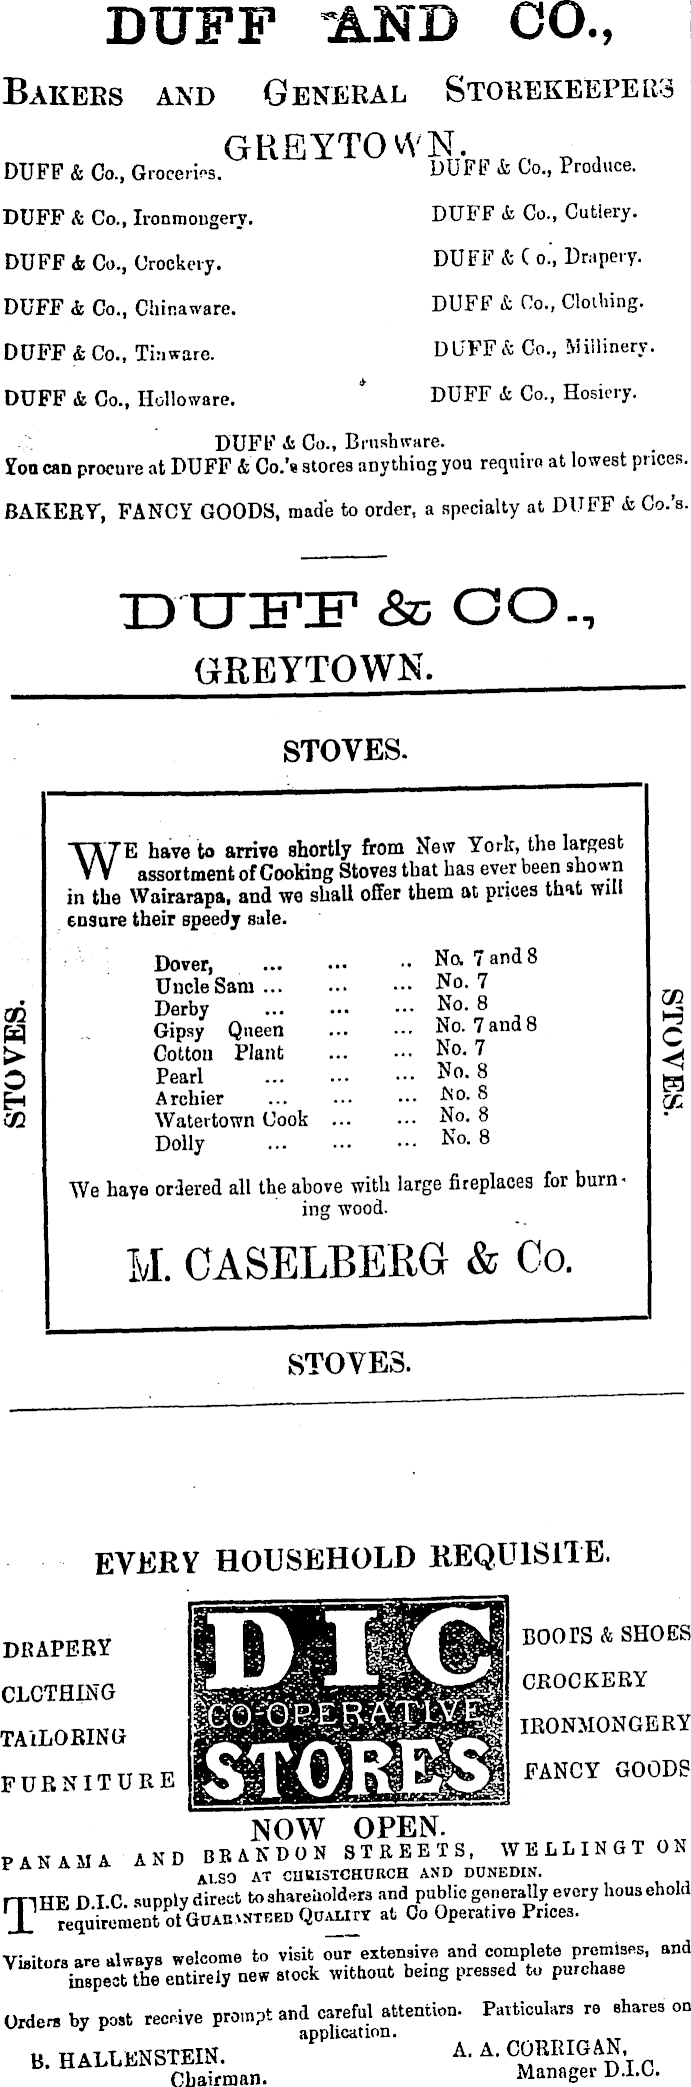 DUFF AND CO.,
BAKERS AND GENERAL STOREKEEPERS
GREYTOWN.
DUFF & Co., Groceries.
DUFF & Co., Produce.
DUFF & Co., Ironmongery.
DUFF & Co., Cutlery.
DUFF & Co., Crockery.
DUFF & Co., Drapery.
DUFF & Co., Chinaware.
DUFF & Co., Clothing.
DUFF & Co., Tinware.
DUFF & Co., Millinery.
DUFF & Co., Holloware.
DUFF & Co., Hosiery.
DUFF & Co., Brushware.
You can procure at DUFF & Co.'s stores anything you require at lowest prices.
BAKERY, FANCY GOODS, made to order, a specialty at DUFF & Co.'s.
DUFF & CO.,
GREYTOWN.
STOVES.
WE have to arrive shortly from New York, the largest
assortment of Cooking Stoves that has ever been shown
in the Wairarapa, and we shall offer them at prices that will
ensure their speedy sale.
Dover, ... ... .. No. 7 and 8
Uncle Sam ... ... ... No. 7
Derby ... ... ... No. 8
Gipsy Queen ... ... No. 7 and 8
Cotton Plant ... ... No. 7
Pearl ... ... ... No. 8
Archier ... ... ... No. 8
Watertown Cook ... ... No. 8
Dolly ... ... ... No. 8
STOVES.
STOVES.
We have ordered all the above with large fireplaces for burn-
ing wood.
M. CASELBERG & Co.
STOVES.
EVERY HOUSEHOLD REQUISITE.
DRAPERY
CLOTHING
TAILORING
FURNITURE
DIC
CO-OPERATIVE
STORES
BOOTS & SHOES
CROCKERY
IRONMONGERY
FANCY GOODS
NOW OPEN.
PANAMA AND BRANDON STREETS, WELLINGTON
ALSO AT CHRISTCHURCH AND DUNEDIN.
THE D.I.C. supply direct to shareholders and public generally every household
requirement of GUARANTEED QUALITY at Co Operative Prices.
Visitors are always welcome to visit our extensive and complete premises, and
inspect the entirely new stock without being pressed to purchase
Orders by post receive prompt and careful attention. Particulars re shares on
application.
B. HALLENSTEIN.
Chairman.
A. A. CORRIGAN,
Manager D.I.C.